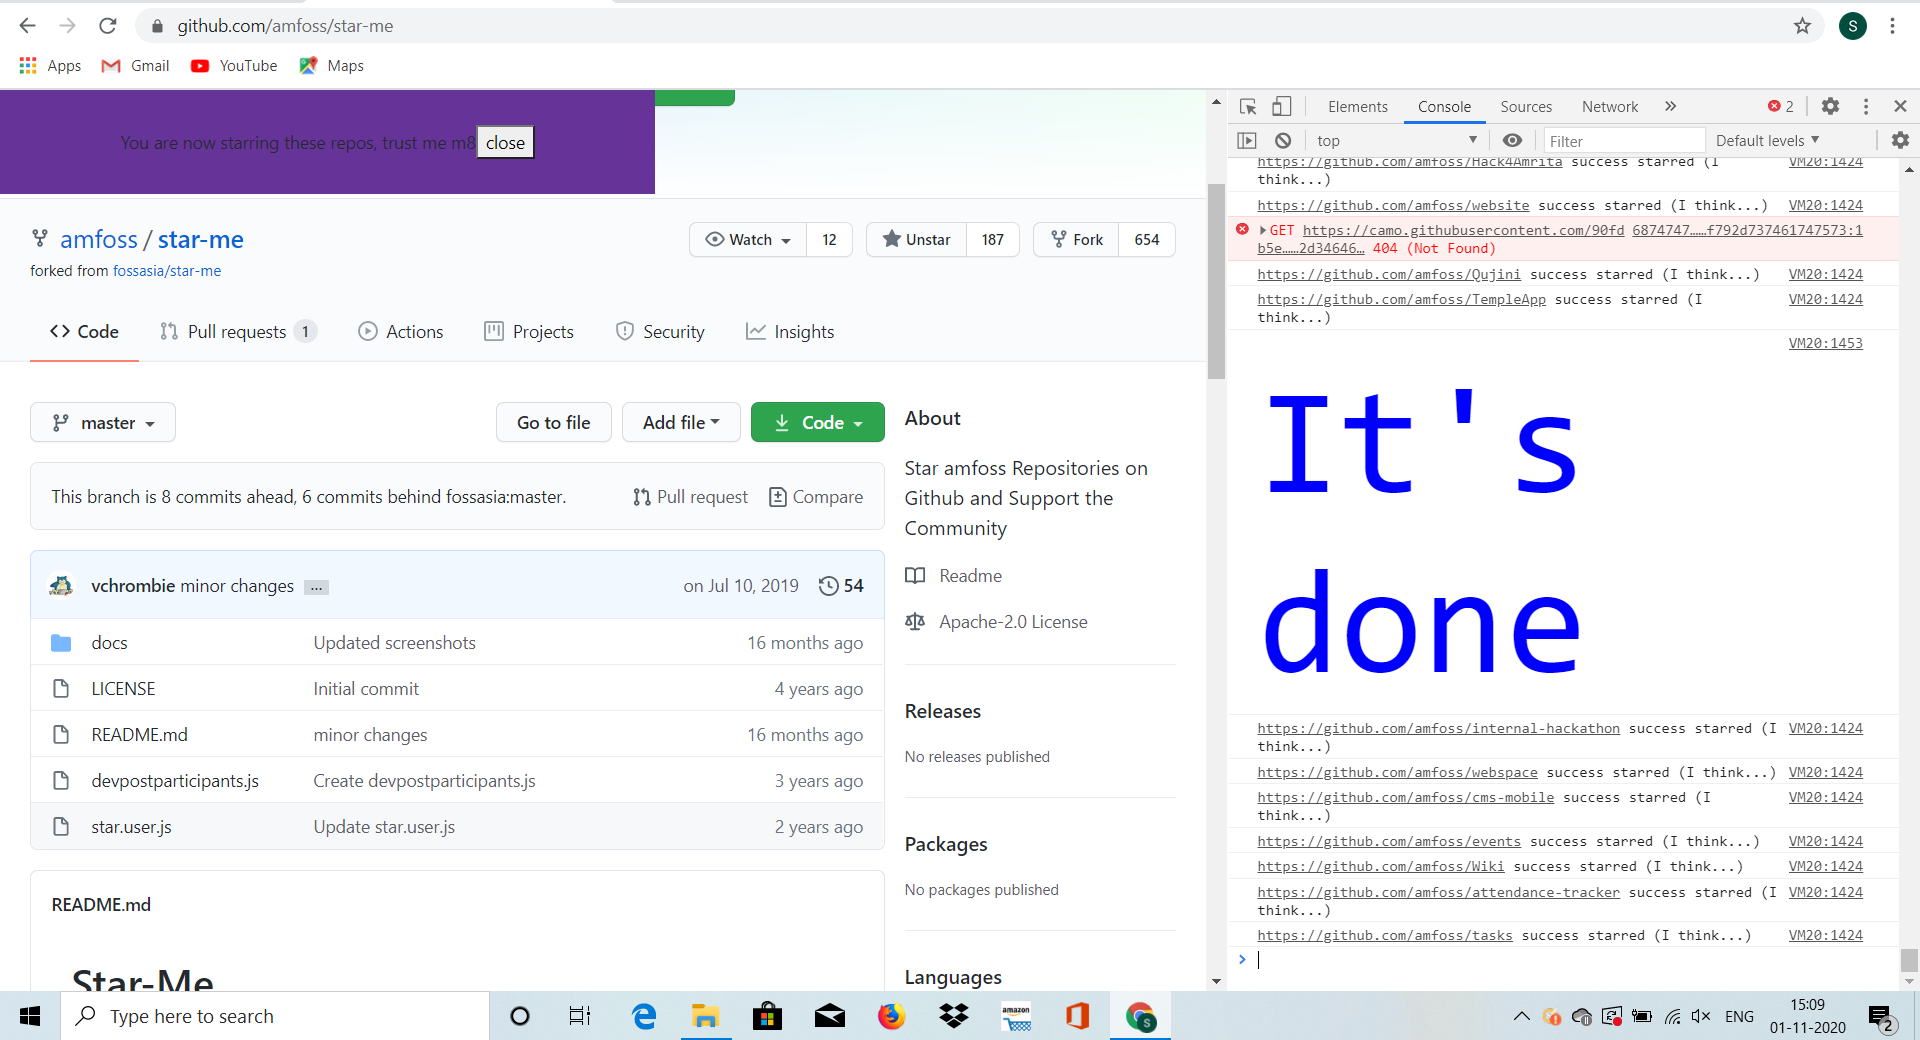 github.com/amfoss/star-me
S
Apps Gmail YouTube Maps
You are now starring these repos, trust me m8 close
amfoss / star-me
Watch 12 Unstar 187 Fork 654
forked from fossasia/star-me
Code Pull requests 1 Actions Projects Security Insights
master Go to file Add file Code
This branch is 8 commits ahead, 6 commits behind fossasia:master. Pull request Compare
vchrombie minor changes ... on Jul 10, 2019 54
docs Updated screenshots 16 months ago
LICENSE Initial commit 4 years ago
README.md minor changes 16 months ago
devpostparticipants.js Create devpostparticipants.js 3 years ago
star.user.js Update star.user.js 2 years ago
README.md
Star-Me
About
Star amfoss Repositories on
Github and Support the
Community
Readme
Apache-2.0 License
Releases
No releases published
Packages
No packages published
Languages
Elements Console Sources Network » 2
top Filter Default levels
https://github.com/amfoss/Hack4Amrita success starred (I VM20:1424
think...)
https://github.com/amfoss/website success starred (I think...) VM20:1424
GET https://camo.githubusercontent.com/90fd 6874747……f792d737461747573:1
b5e……2d34646… 404 (Not Found)
https://github.com/amfoss/Qujini success starred (I think...) VM20:1424
https://github.com/amfoss/TempleApp success starred (I VM20:1424
think...)
VM20:1453
It's
done
https://github.com/amfoss/internal-hackathon success starred (I VM20:1424
think...)
https://github.com/amfoss/webspace success starred (I think...) VM20:1424
https://github.com/amfoss/cms-mobile success starred (I VM20:1424
think...)
https://github.com/amfoss/events success starred (I think...) VM20:1424
https://github.com/amfoss/Wiki success starred (I think...) VM20:1424
https://github.com/amfoss/attendance-tracker success starred (I VM20:1424
think...)
https://github.com/amfoss/tasks success starred (I think...) VM20:1424
>
Type here to search
amazon
S
ENG
15:09
01-11-2020
2